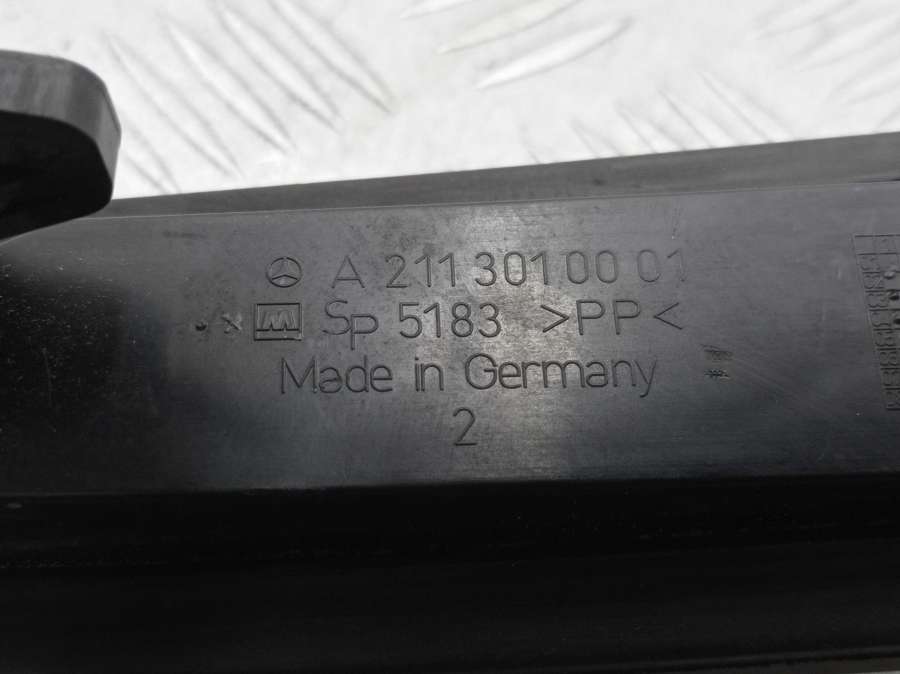 A 211 301 00 01
M Sp 5183 >PP<
Made in Germany
2